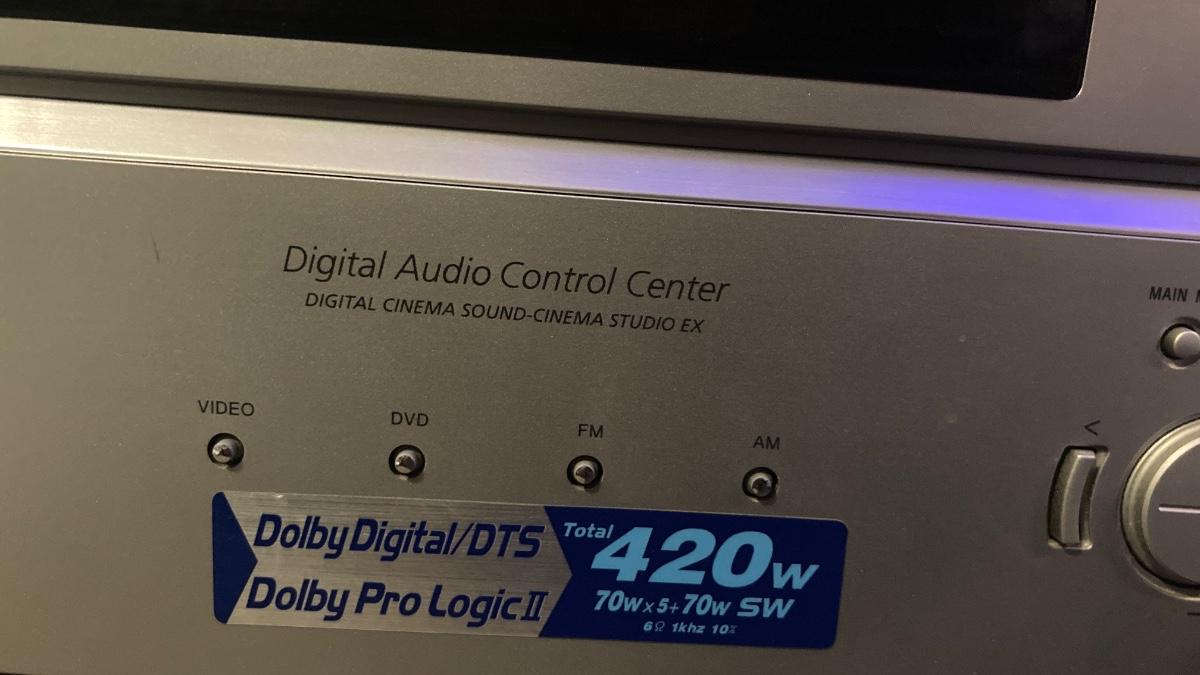 Digital Audio Control Center
DIGITAL CINEMA SOUND-CINEMA STUDIO EX
MAIN
<
VIDEO
DVD
FM
AM
Dolby Digital/DTS
Dolby Pro Logic II
Total 420W
70W x 5+ 70W SW
6Ω 1khz 10%